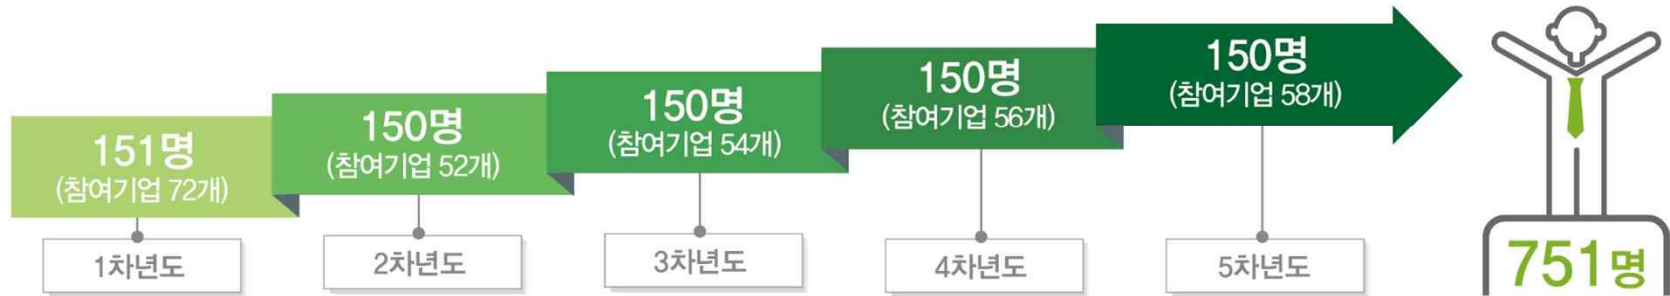 151명
(참여기업 72개)
1차년도
150명
(참여기업 52개)
2차년도
150명
(참여기업 54개)
3차년도
150명
(참여기업 56개)
4차년도
150명
(참여기업 58개)
5차년도
751명